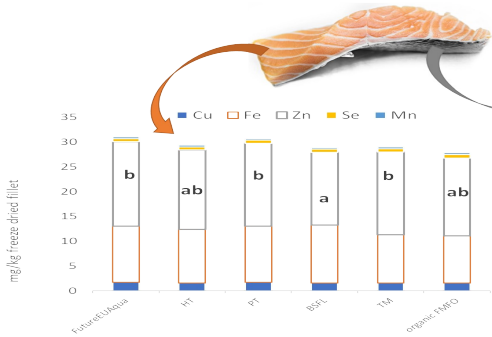 Cu Fe Zn Se Mn
mg/kg freeze dried fillet
35
30
25
20
15
10
5
0
b
ab
b
a
b
ab
FutureEUAqua
HT
PT
BSFL
TM
organic FMFO